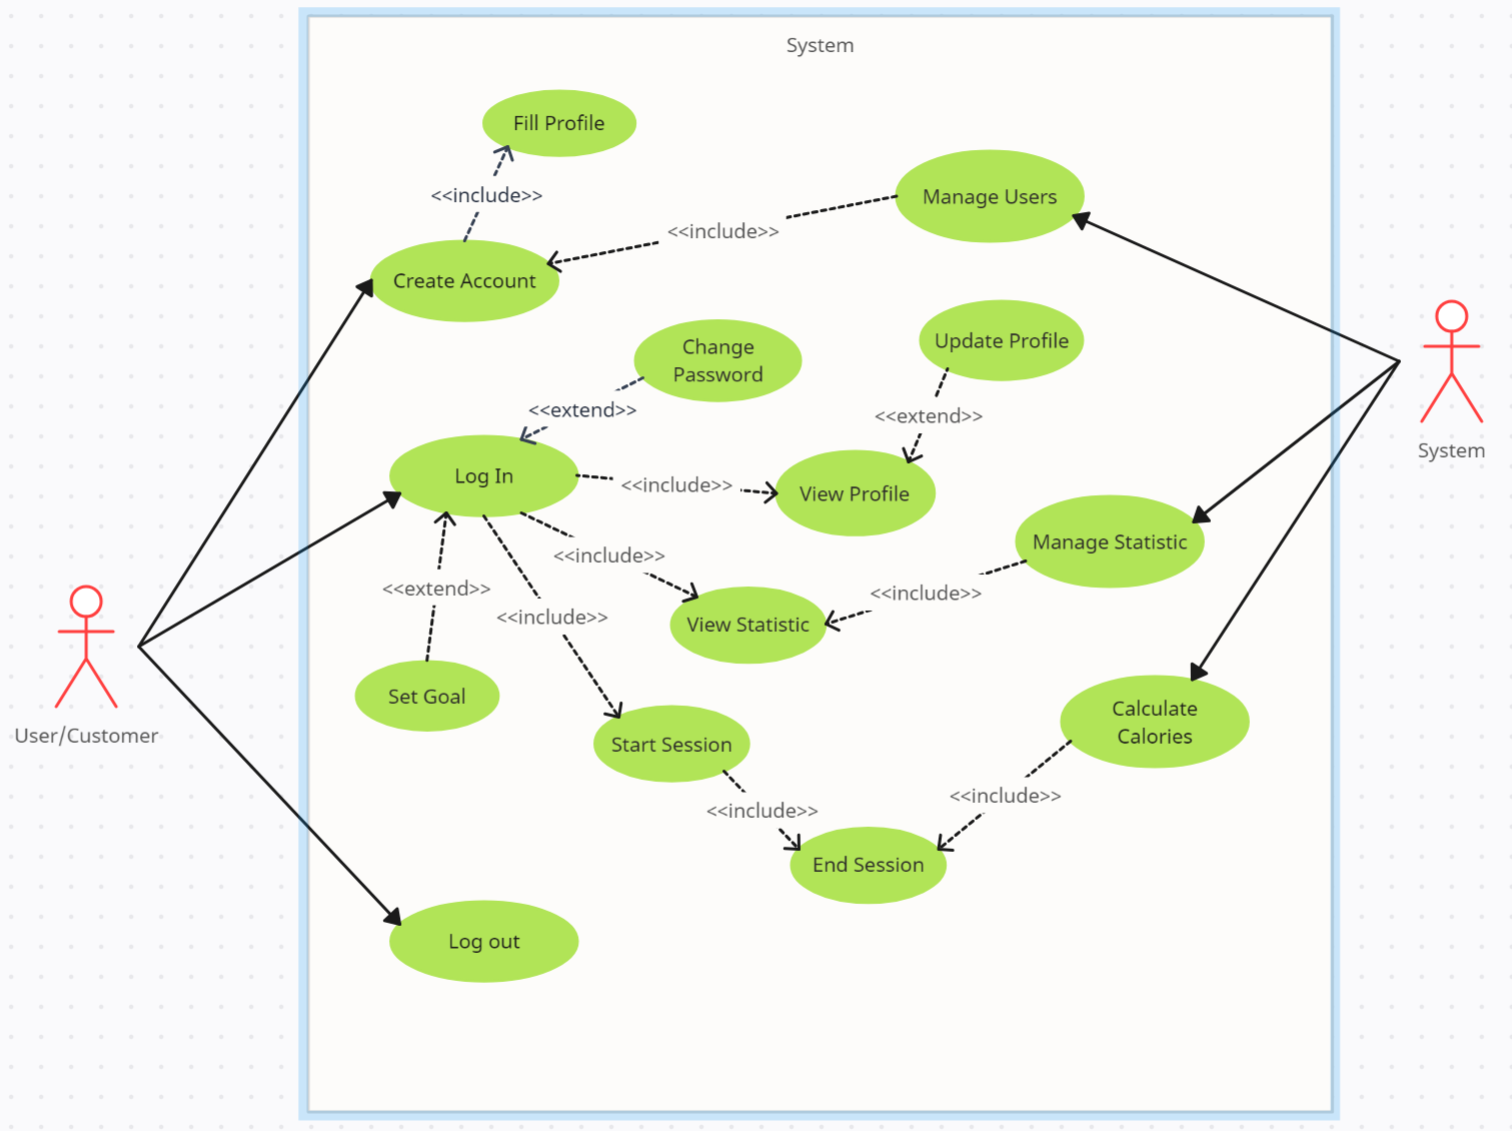 System
Fill Profile
<<include>>
Manage Users
<<include>>
Create Account
Change
Password
Update Profile
<<extend>>
<<extend>>
System
Log In
<<include>>
View Profile
Manage Statistic
<<include>>
<<extend>>
<<include>>
<<include>>
View Statistic
Set Goal
User/Customer
Start Session
Calculate
Calories
<<include>>
<<include>>
End Session
Log out